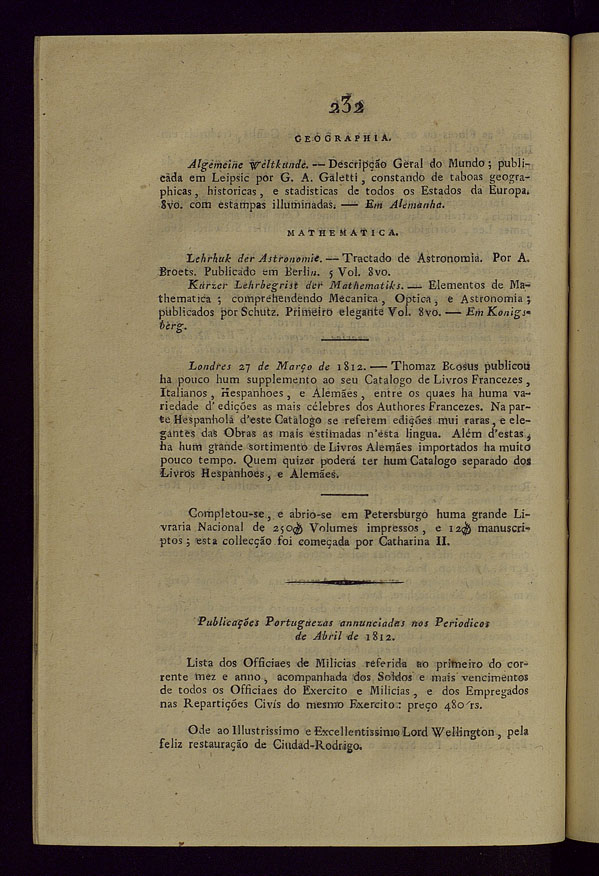 232
GEOGRAPHIA.
Algemeine Weltkunde. — Descripção Geral do Mundo; publi-
cada em Leipsic por G. A. Galetti, constando de taboas geogra-
phicas, historicas, e stadisticas de todos os Estados da Europa.
8vo. com estampas illuminadas. — Em Alemanha.
MATHEMATICA.
Lehrhuk der Astronomie. — Tractado de Astronomia. Por A.
Broets. Publicado em Berlin. 5 Vol. 8vo.
Kurzer Lehrbegrist der Mathematiks. — Elementos de Ma-
thematica; comprehendendo Mecanica, Optica, e Astronomia;
publicados por Schutz. Primeiro elegante Vol. 8vo. — Em Konigs-
berg.
Londres 27 de Março de 1812. — Thomaz Boosus publicou
ha pouco hum supplemento ao seu Catalogo de Livros Francezes,
Italianos, Hespanhoes, e Alemães, entre os quaes ha huma va-
riedade d'edições as mais célebres dos Authores Francezes. Na par-
te Hespanhola d'este Catalogo se referem edições mui raras, e ele-
gantes das Obras as mais estimadas n'esta lingua. Além d'estas,
ha hum grande sortimento de Livros Alemães importados ha muito
pouco tempo. Quem quizer poderá ter hum Catalogo separado dos
Livros Hespanhoes, e Alemães.
Completou-se, e abrio-se em Petersburgo huma grande Li-
vraria Nacional de 250 Volumes impressos, e 12 manuscri-
ptos; esta collecção foi começada por Catharina II.
Publicações Portuguezas annunciadas nos Periodicos
de Abril de 1812.
Lista dos Officiaes de Milicias referida ao primeiro do cor-
rente mez e anno, acompanhada dos Soldos e mais vencimentos
de todos os Officiaes do Exercito e Milicias, e dos Empregados
nas Repartições Civis do mesmo Exercito: preço 480 rs.
Ode ao Illustrissimo e Excellentissimo Lord Wellington, pela
feliz restauração de Ciudad-Rodrigo.